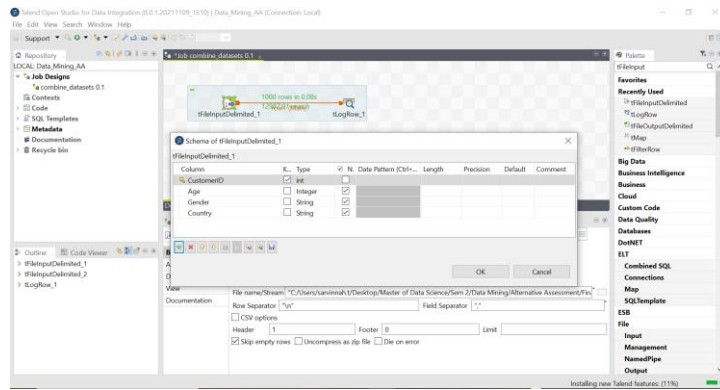 Talend Open Studio for Data Integration (8.0.1.20211109_1610) | Data_Mining_AA (Connection: Local)
File Edit View Search Window Help
Support
Repository
LOCAL: Data_Mining_AA
Job Designs
combine_datasets 0.1
Contexts
Code
SQL Templates
Metadata
Documentation
Recycle bin
*Job combine_datasets 0.1
1000 rows in 0.08s
tFileInputDelimited_1
tLogRow_1
Schema of tFileInputDelimited_1
tFileInputDelimited_1
Column K... Type N. Date Pattern (Ctrl+... Length Precision Default Comment
CustomerID int
Age Integer
Gender String
Country String
OK Cancel
Outline Code Viewer
tFileInputDelimited_1
tFileInputDelimited_2
tLogRow_1
View
Documentation
File name/Stream "C:/Users/sarvinnah.t/Desktop/Master of Data Science/Sem 2/Data Mining/Alternative Assessment/Fin
Row Separator "\n" Field Separator ","
CSV options
Header 1 Footer 0 Limit
Skip empty rows Uncompress as zip file Die on error
Palette
tFileInput
Favorites
Recently Used
tFileInputDelimited
tLogRow
tFileOutputDelimited
tMap
tFilterRow
Big Data
Business Intelligence
Business
Cloud
Custom Code
Data Quality
Databases
DotNET
ELT
Combined SQL
Connections
Map
SQLTemplate
ESB
File
Input
Management
NamedPipe
Output
Installing new Talend features: (11%)